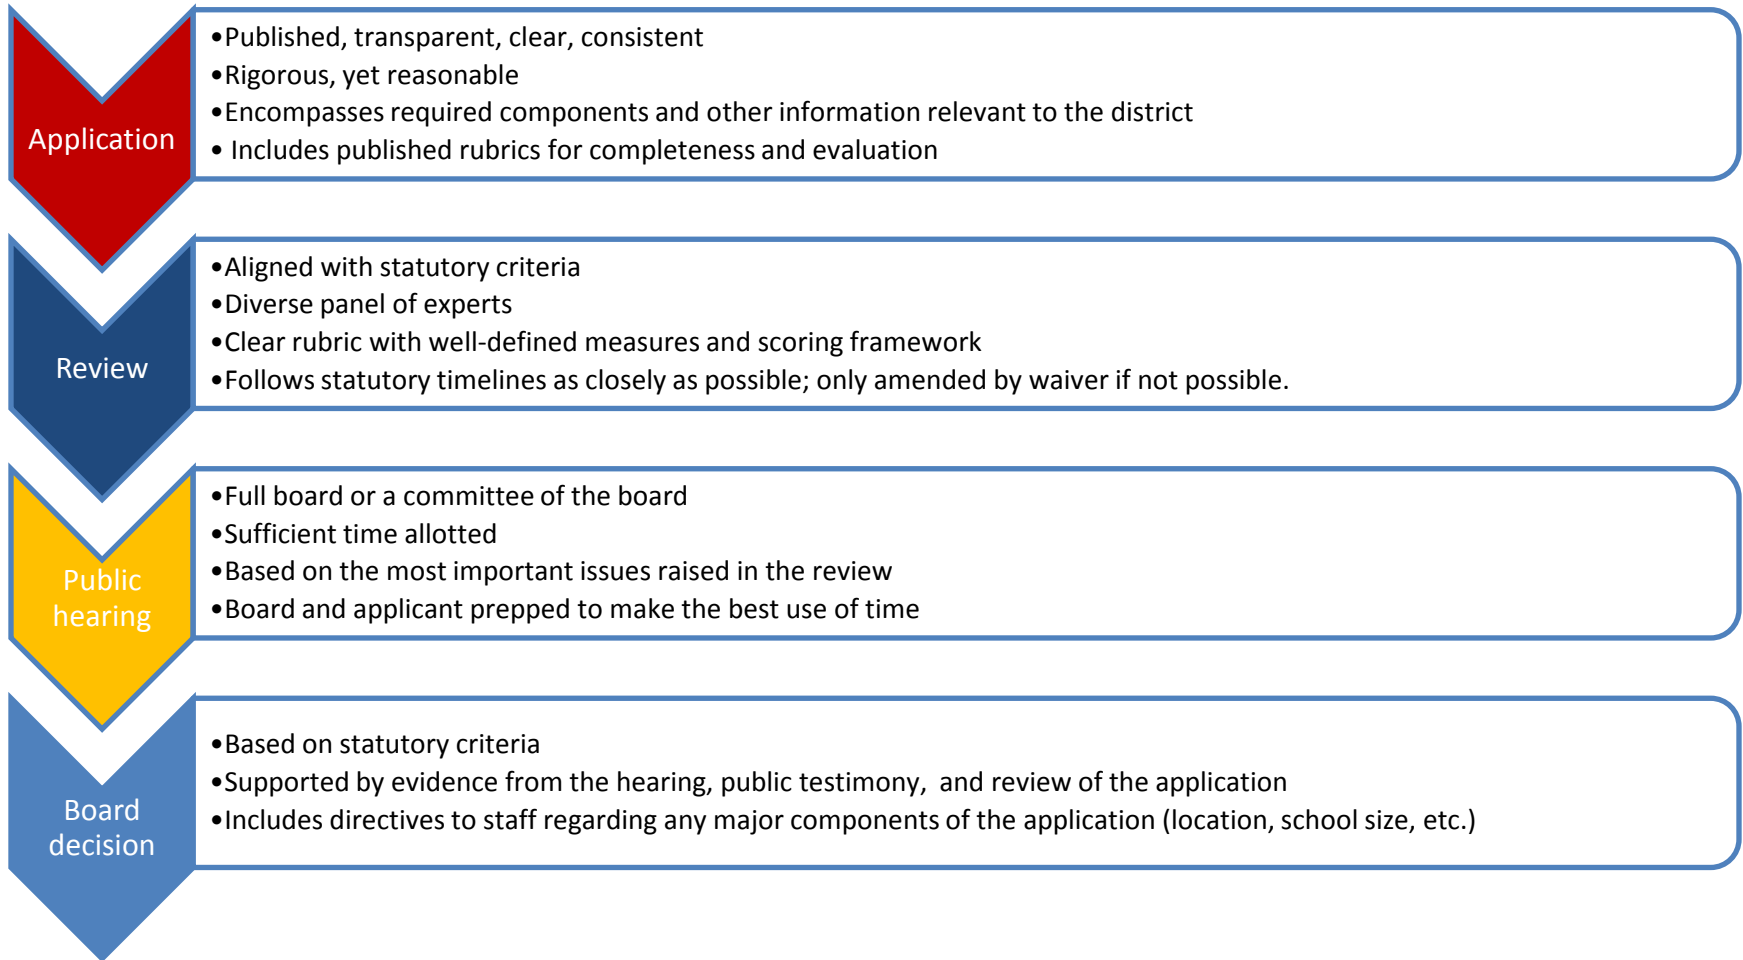 Application
•Published, transparent, clear, consistent
•Rigorous, yet reasonable
•Encompasses required components and other information relevant to the district
• Includes published rubrics for completeness and evaluation
Review
•Aligned with statutory criteria
•Diverse panel of experts
•Clear rubric with well-defined measures and scoring framework
•Follows statutory timelines as closely as possible; only amended by waiver if not possible.
Public
hearing
•Full board or a committee of the board
•Sufficient time allotted
•Based on the most important issues raised in the review
•Board and applicant prepped to make the best use of time
Board
decision
•Based on statutory criteria
•Supported by evidence from the hearing, public testimony,  and review of the application
•Includes directives to staff regarding any major components of the application (location, school size, etc.)